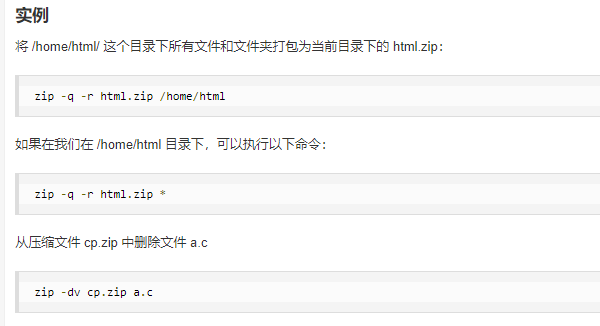 实例
将 /home/html/ 这个目录下所有文件和文件夹打包为当前目录下的 html.zip：
zip -q -r html.zip /home/html
如果在我们在 /home/html 目录下，可以执行以下命令：
zip -q -r html.zip *
从压缩文件 cp.zip 中删除文件 a.c
zip -dv cp.zip a.c